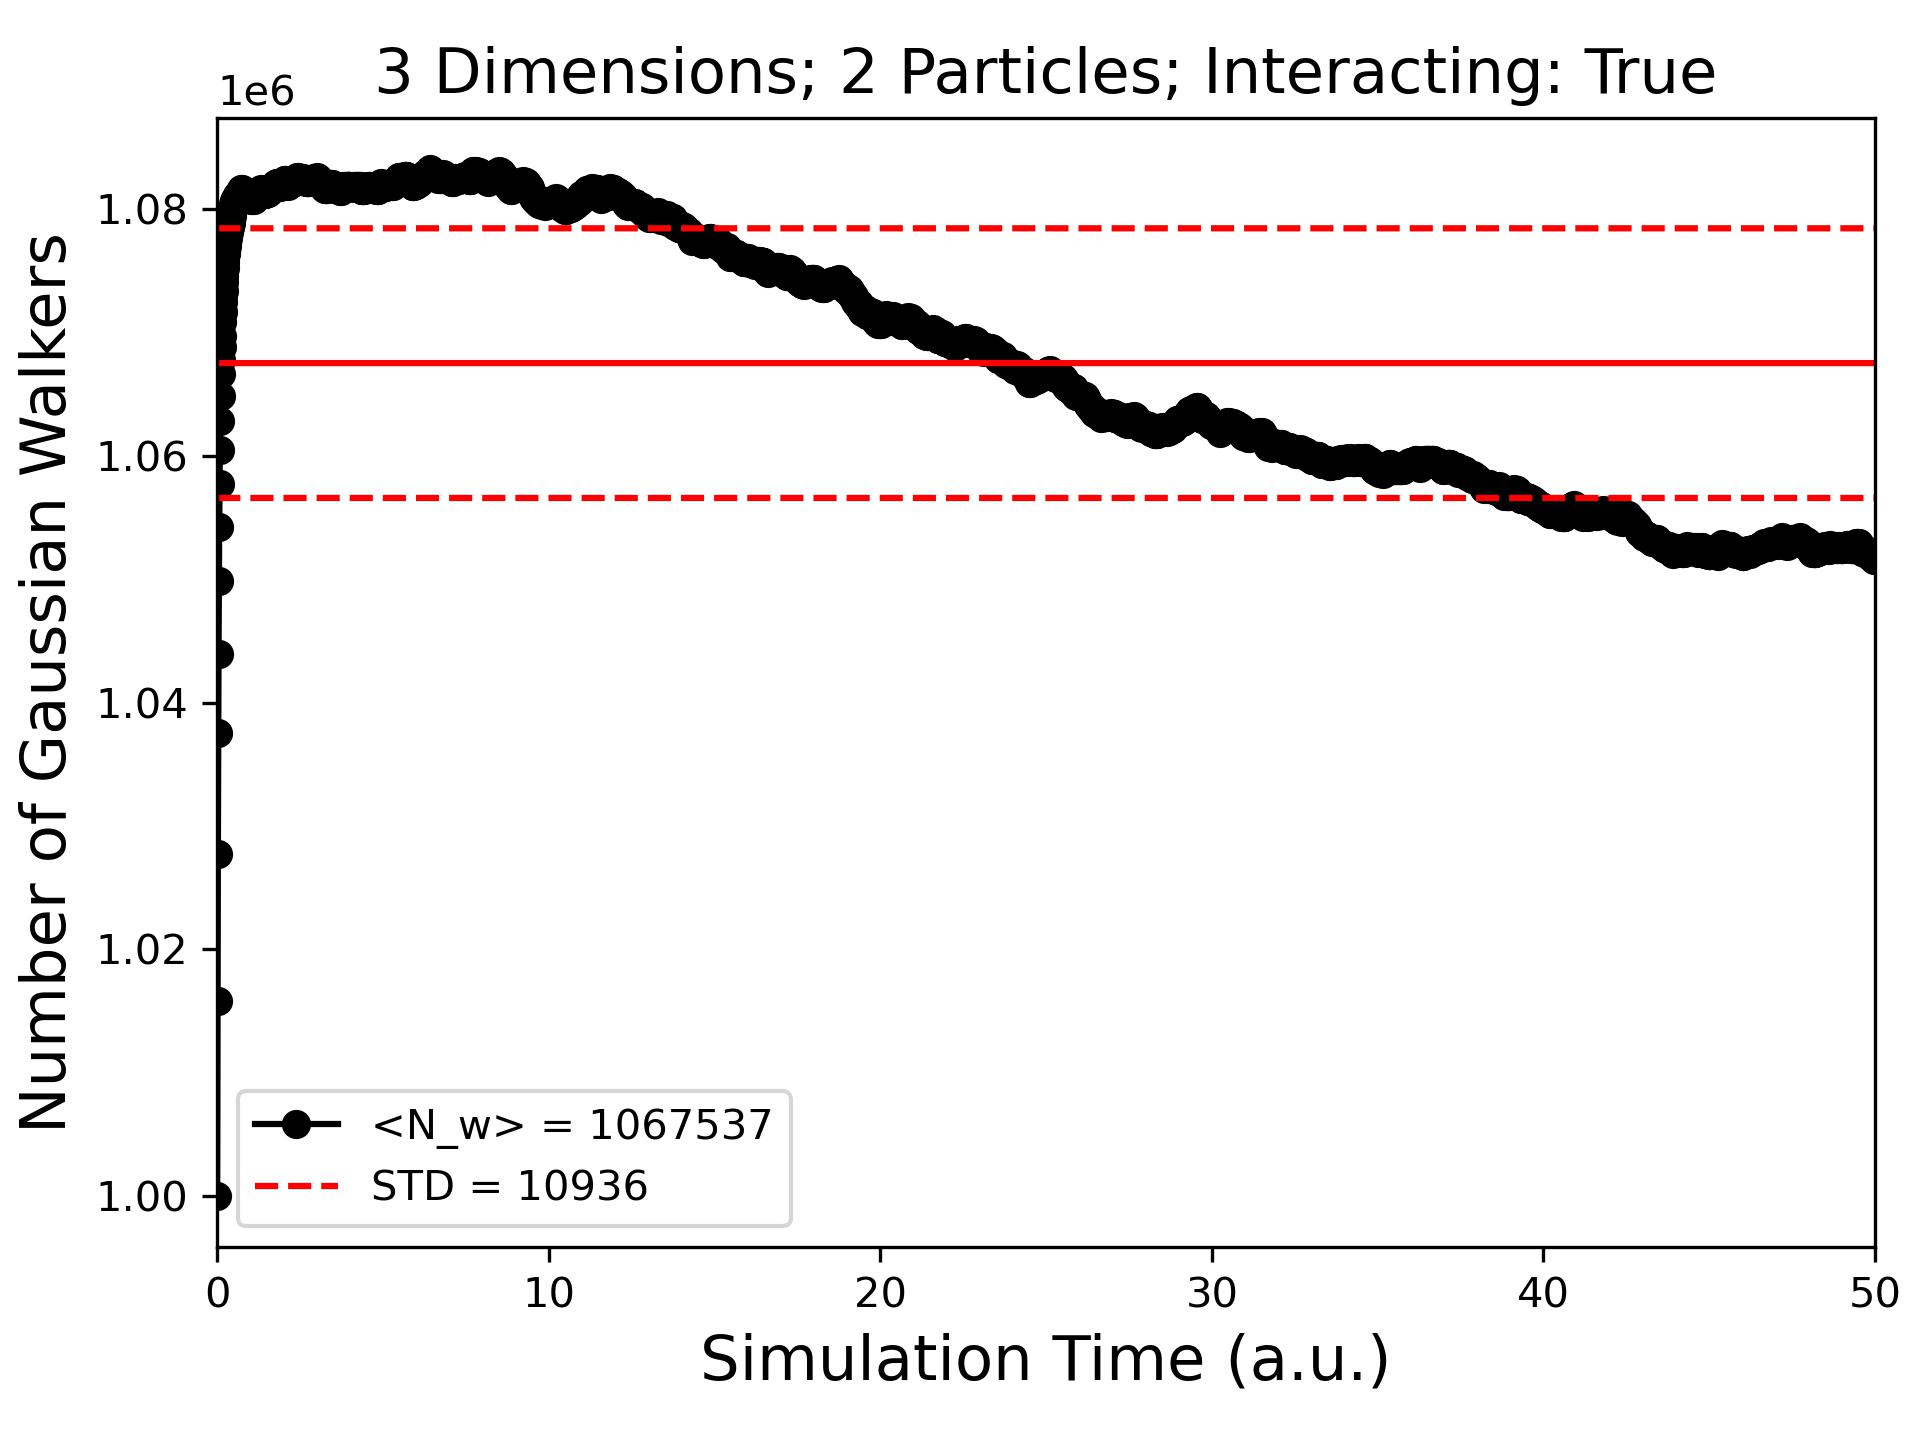 3 Dimensions; 2 Particles; Interacting: True
1e6
1.08
1.06
1.04
1.02
1.00
Number of Gaussian Walkers
<N_w> = 1067537
STD = 10936
0 10 20 30 40 50
Simulation Time (a.u.)